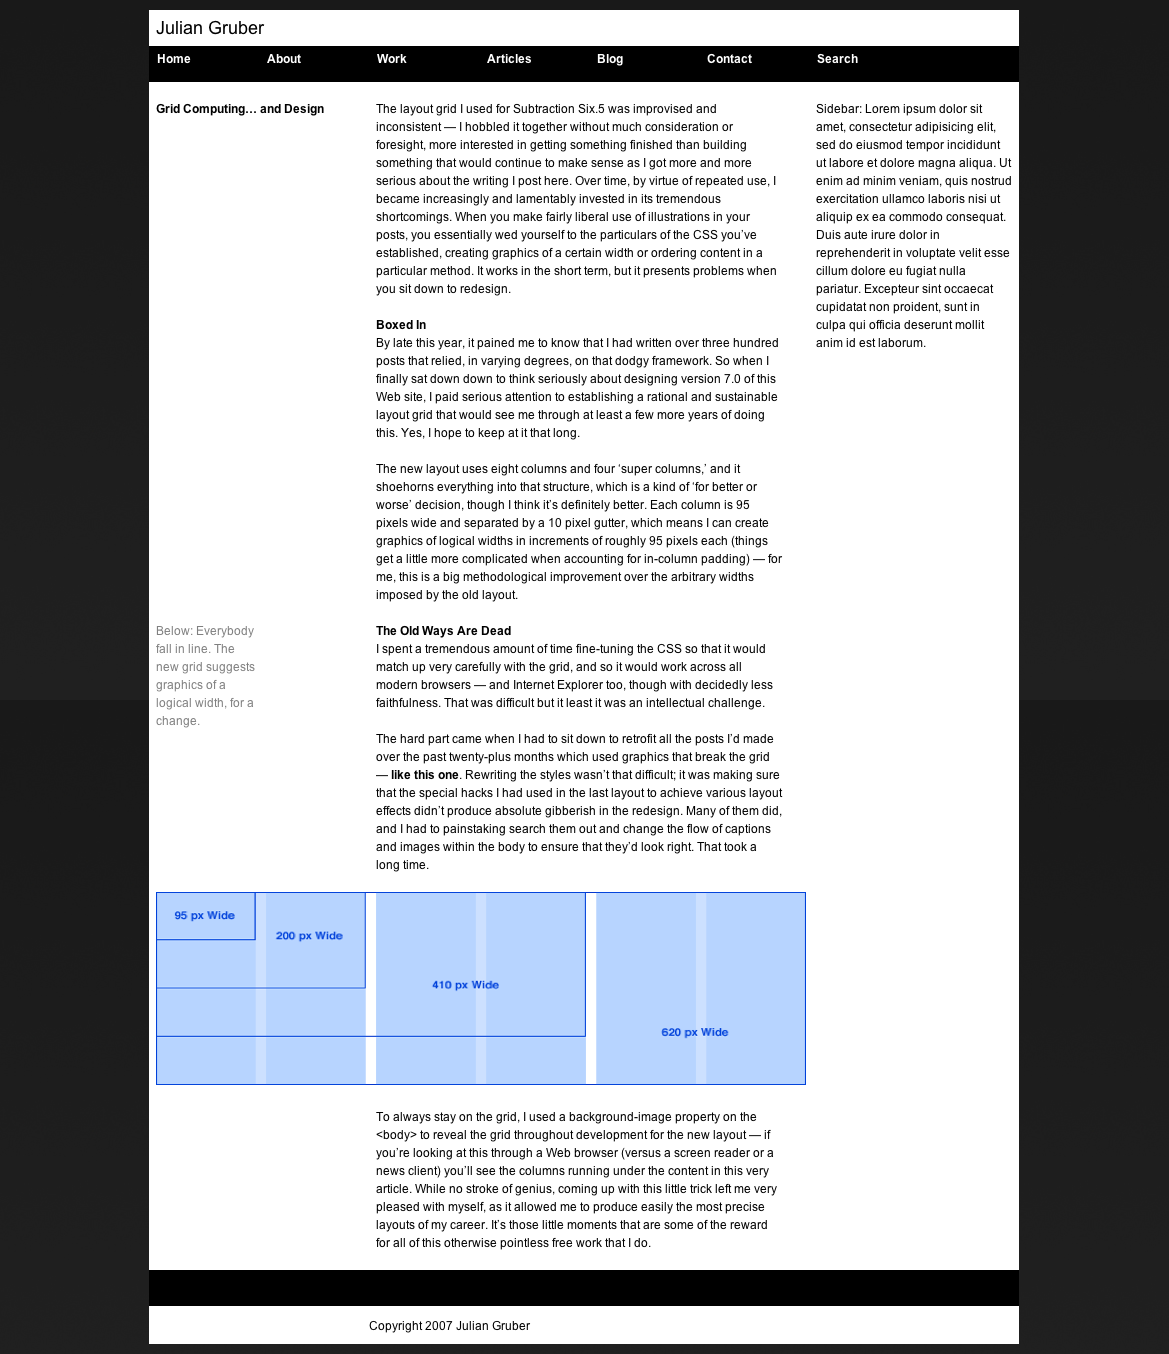 Julian Gruber
Home About Work Articles Blog Contact Search
Grid Computing… and Design
The layout grid I used for Subtraction Six.5 was improvised and
inconsistent — I hobbled it together without much consideration or
foresight, more interested in getting something finished than building
something that would continue to make sense as I got more and more
serious about the writing I post here. Over time, by virtue of repeated use, I
became increasingly and lamentably invested in its tremendous
shortcomings. When you make fairly liberal use of illustrations in your
posts, you essentially wed yourself to the particulars of the CSS you’ve
established, creating graphics of a certain width or ordering content in a
particular method. It works in the short term, but it presents problems when
you sit down to redesign.
Boxed In
By late this year, it pained me to know that I had written over three hundred
posts that relied, in varying degrees, on that dodgy framework. So when I
finally sat down down to think seriously about designing version 7.0 of this
Web site, I paid serious attention to establishing a rational and sustainable
layout grid that would see me through at least a few more years of doing
this. Yes, I hope to keep at it that long.
The new layout uses eight columns and four ‘super columns,’ and it
shoehorns everything into that structure, which is a kind of ‘for better or
worse’ decision, though I think it’s definitely better. Each column is 95
pixels wide and separated by a 10 pixel gutter, which means I can create
graphics of logical widths in increments of roughly 95 pixels each (things
get a little more complicated when accounting for in-column padding) — for
me, this is a big methodological improvement over the arbitrary widths
imposed by the old layout.
Below: Everybody
fall in line. The
new grid suggests
graphics of a
logical width, for a
change.
The Old Ways Are Dead
I spent a tremendous amount of time fine-tuning the CSS so that it would
match up very carefully with the grid, and so it would work across all
modern browsers — and Internet Explorer too, though with decidedly less
faithfulness. That was difficult but it least it was an intellectual challenge.
The hard part came when I had to sit down to retrofit all the posts I’d made
over the past twenty-plus months which used graphics that break the grid
— like this one. Rewriting the styles wasn’t that difficult; it was making sure
that the special hacks I had used in the last layout to achieve various layout
effects didn’t produce absolute gibberish in the redesign. Many of them did,
and I had to painstaking search them out and change the flow of captions
and images within the body to ensure that they’d look right. That took a
long time.
95 px Wide
200 px Wide
410 px Wide
620 px Wide
To always stay on the grid, I used a background-image property on the
<body> to reveal the grid throughout development for the new layout — if
you’re looking at this through a Web browser (versus a screen reader or a
news client) you’ll see the columns running under the content in this very
article. While no stroke of genius, coming up with this little trick left me very
pleased with myself, as it allowed me to produce easily the most precise
layouts of my career. It’s those little moments that are some of the reward
for all of this otherwise pointless free work that I do.
Sidebar: Lorem ipsum dolor sit
amet, consectetur adipisicing elit,
sed do eiusmod tempor incididunt
ut labore et dolore magna aliqua. Ut
enim ad minim veniam, quis nostrud
exercitation ullamco laboris nisi ut
aliquip ex ea commodo consequat.
Duis aute irure dolor in
reprehenderit in voluptate velit esse
cillum dolore eu fugiat nulla
pariatur. Excepteur sint occaecat
cupidatat non proident, sunt in
culpa qui officia deserunt mollit
anim id est laborum.
Copyright 2007 Julian Gruber